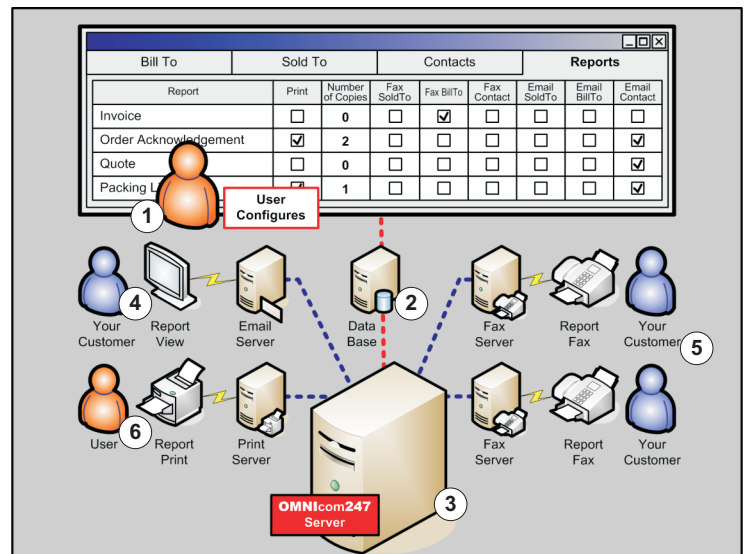 Bill To Sold To Contacts Reports
Report Print Number of Copies Fax SoldTo Fax BillTo Fax Contact Email SoldTo Email BillTo Email Contact
Invoice 0
Order Acknowledgement 2
Quote 0
Packing L 1
User
Configures
1
2
4
5
Your Customer
Report View
Email Server
Data Base
Fax Server
Report Fax
Your Customer
6
User
Report Print
Print Server
Fax Server
Report Fax
Your Customer
3
OMNIcom247
Server